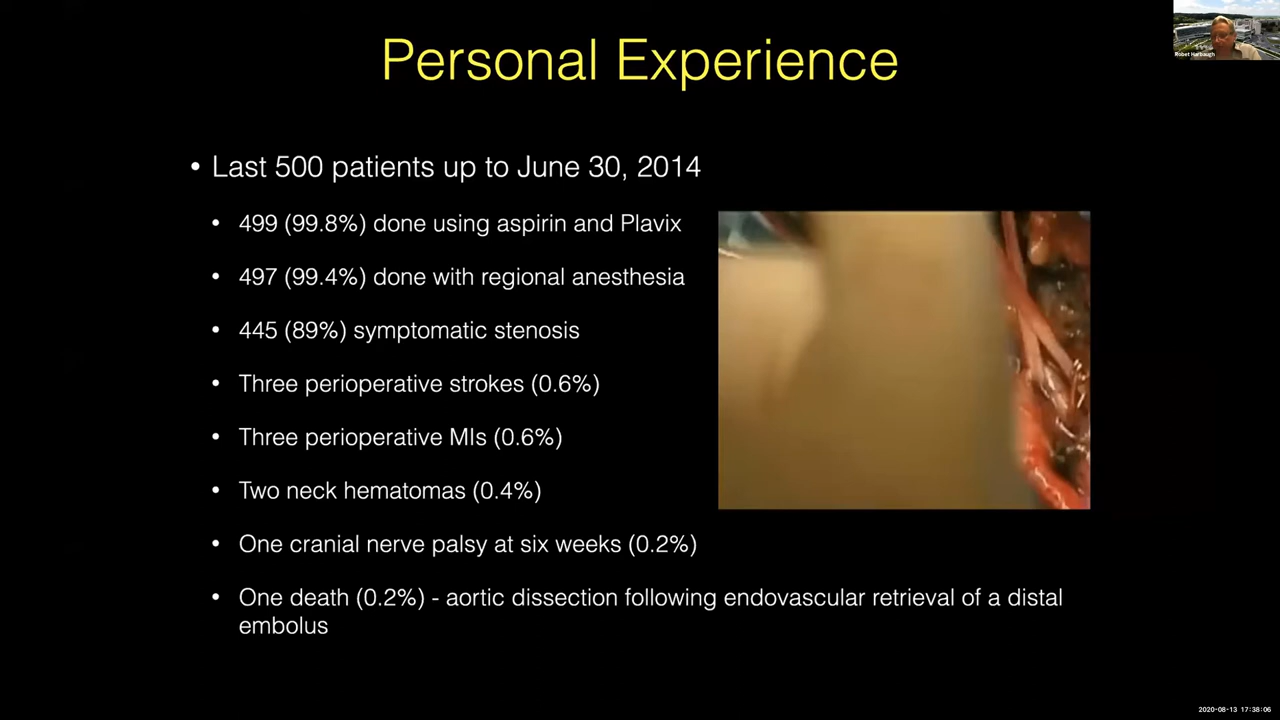 Personal Experience
Robet Harbaugh
• Last 500 patients up to June 30, 2014
• 499 (99.8%) done using aspirin and Plavix
• 497 (99.4%) done with regional anesthesia
• 445 (89%) symptomatic stenosis
• Three perioperative strokes (0.6%)
• Three perioperative MIs (0.6%)
• Two neck hematomas (0.4%)
• One cranial nerve palsy at six weeks (0.2%)
• One death (0.2%) - aortic dissection following endovascular retrieval of a distal
embolus
2020-08-13 17:38:06